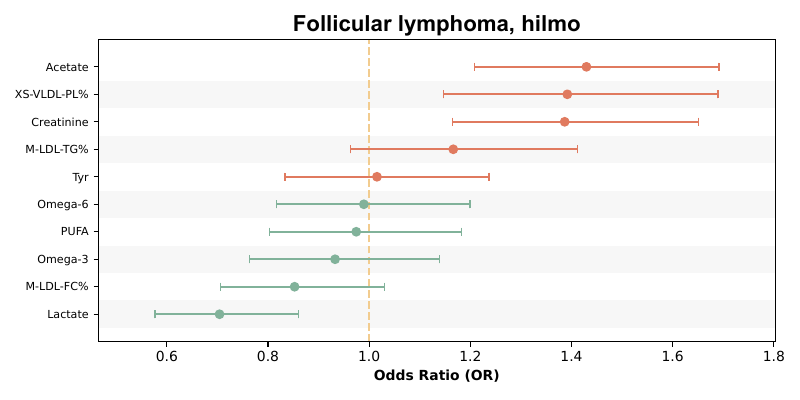 Follicular lymphoma, hilmo
Acetate
XS-VLDL-PL%
Creatinine
M-LDL-TG%
Tyr
Omega-6
PUFA
Omega-3
M-LDL-FC%
Lactate
0.6 0.8 1.0 1.2 1.4 1.6 1.8
Odds Ratio (OR)